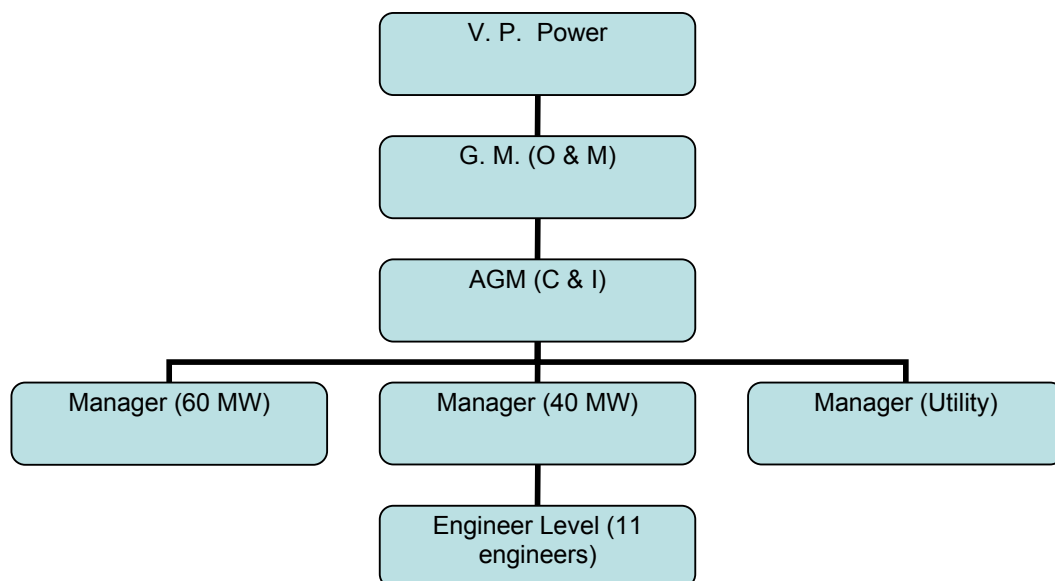 V. P. Power
G. M. (O & M)
AGM (C & I)
Manager (60 MW)
Manager (40 MW)
Manager (Utility)
Engineer Level (11
engineers)